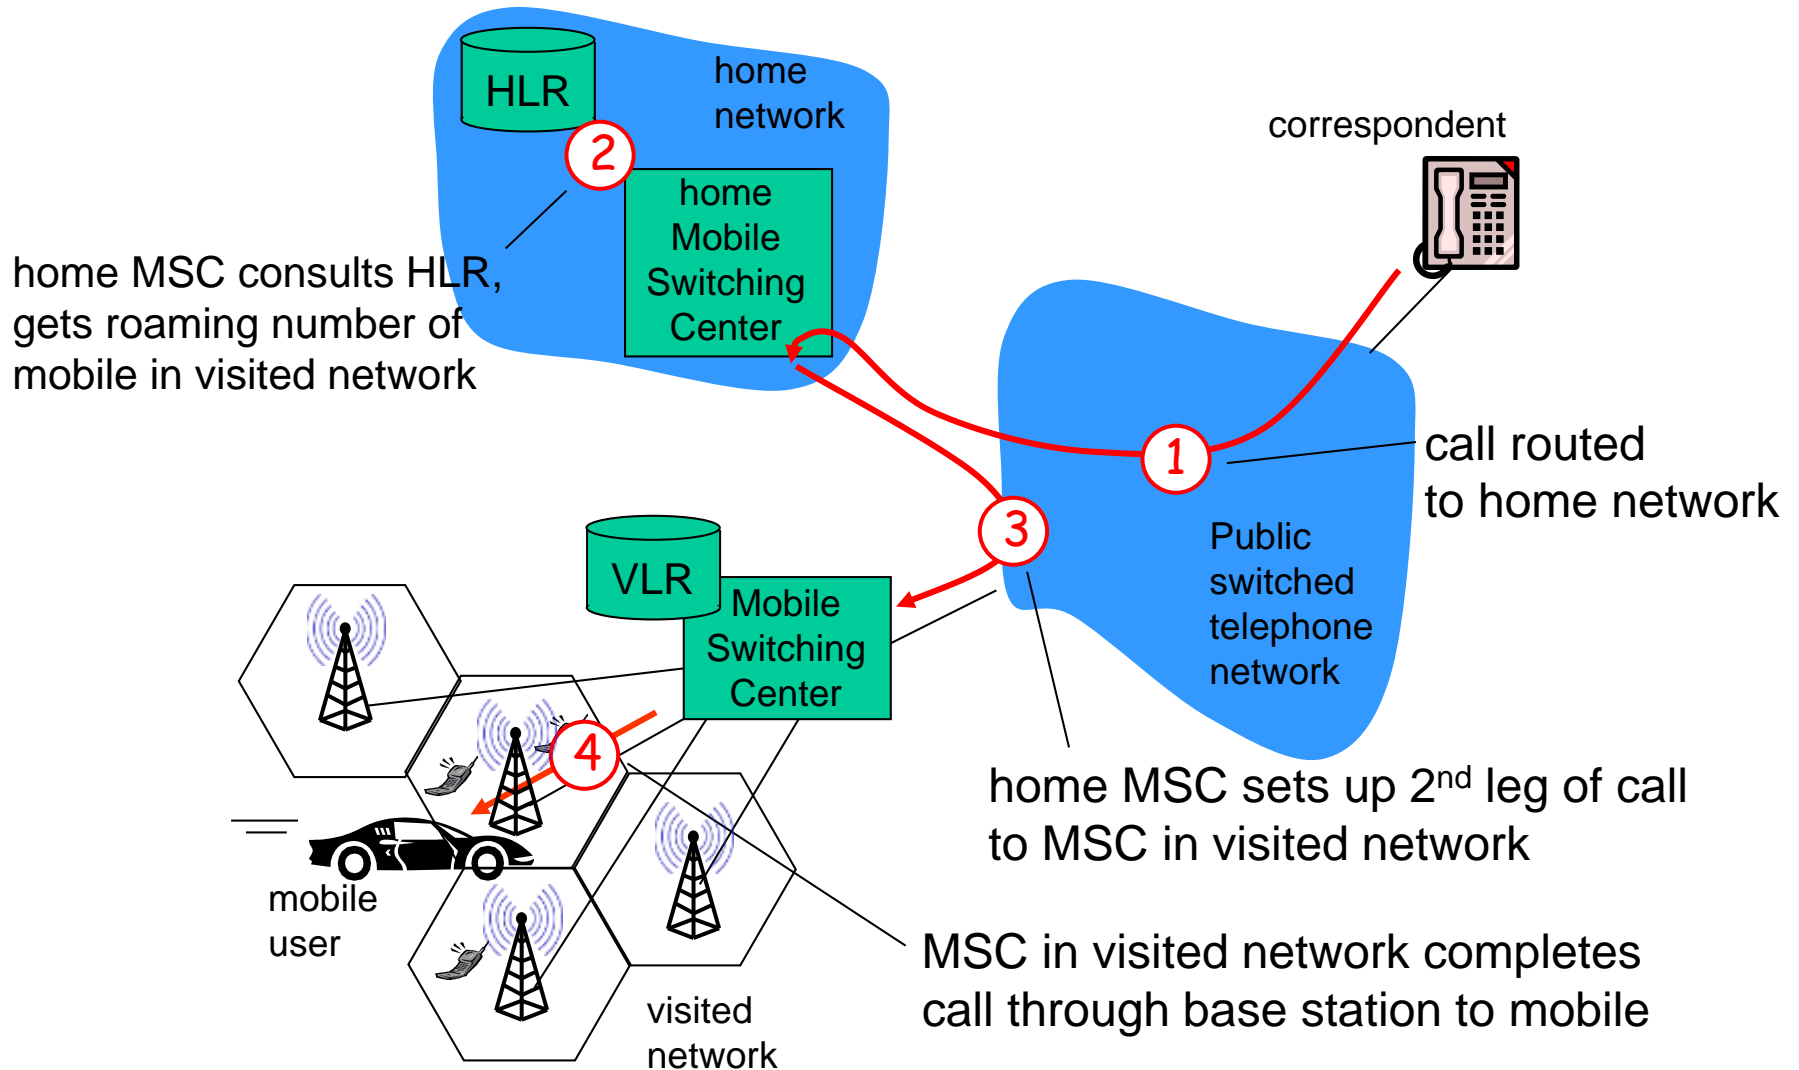 HLR
home
network
2
correspondent
home
Mobile
Switching
Center
home MSC consults HLR,
gets roaming number of
mobile in visited network
1
call routed
to home network
3
Public
switched
telephone
network
VLR
Mobile
Switching
Center
4
home MSC sets up 2nd leg of call
to MSC in visited network
mobile
user
MSC in visited network completes
call through base station to mobile
visited
network